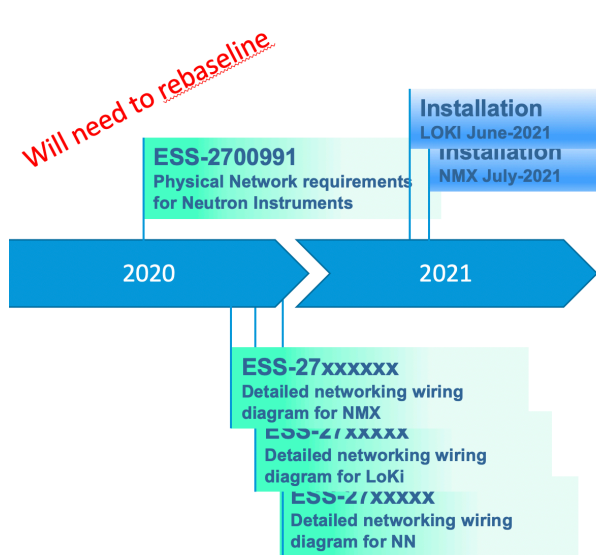 Will need to rebaseline
Installation
LOKI June-2021
Installation
NMX July-2021
ESS-2700991
Physical Network requirements
for Neutron Instruments
2020
2021
ESS-27xxxxxx
Detailed networking wiring
diagram for NMX
ESS-27xxxxx
Detailed networking wiring
diagram for LoKi
ESS-27xxxxx
Detailed networking wiring
diagram for NN